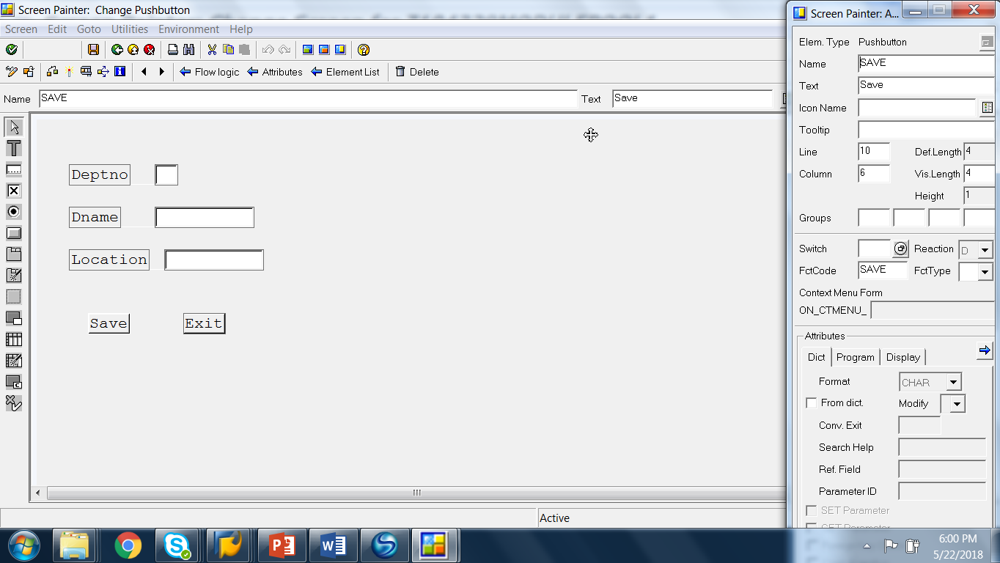 Screen Painter: Change Pushbutton
Screen Edit Goto Utilities Environment Help
Flow logic Attributes Element List Delete
Name SAVE Text Save
Deptno
Dname
Location
Save Exit
Active
Screen Painter: A...
Elem. Type Pushbutton
Name SAVE
Text Save
Icon Name
Tooltip
Line 10 Def.Length 4
Column 6 Vis.Length 4
Height 1
Groups
Switch Reaction D
FctCode SAVE FctType
Context Menu Form
ON_CTMENU_
Attributes
Dict Program Display
Format CHAR
From dict. Modify
Conv. Exit
Search Help
Ref. Field
Parameter ID
SET Parameter
6:00 PM
5/22/2018